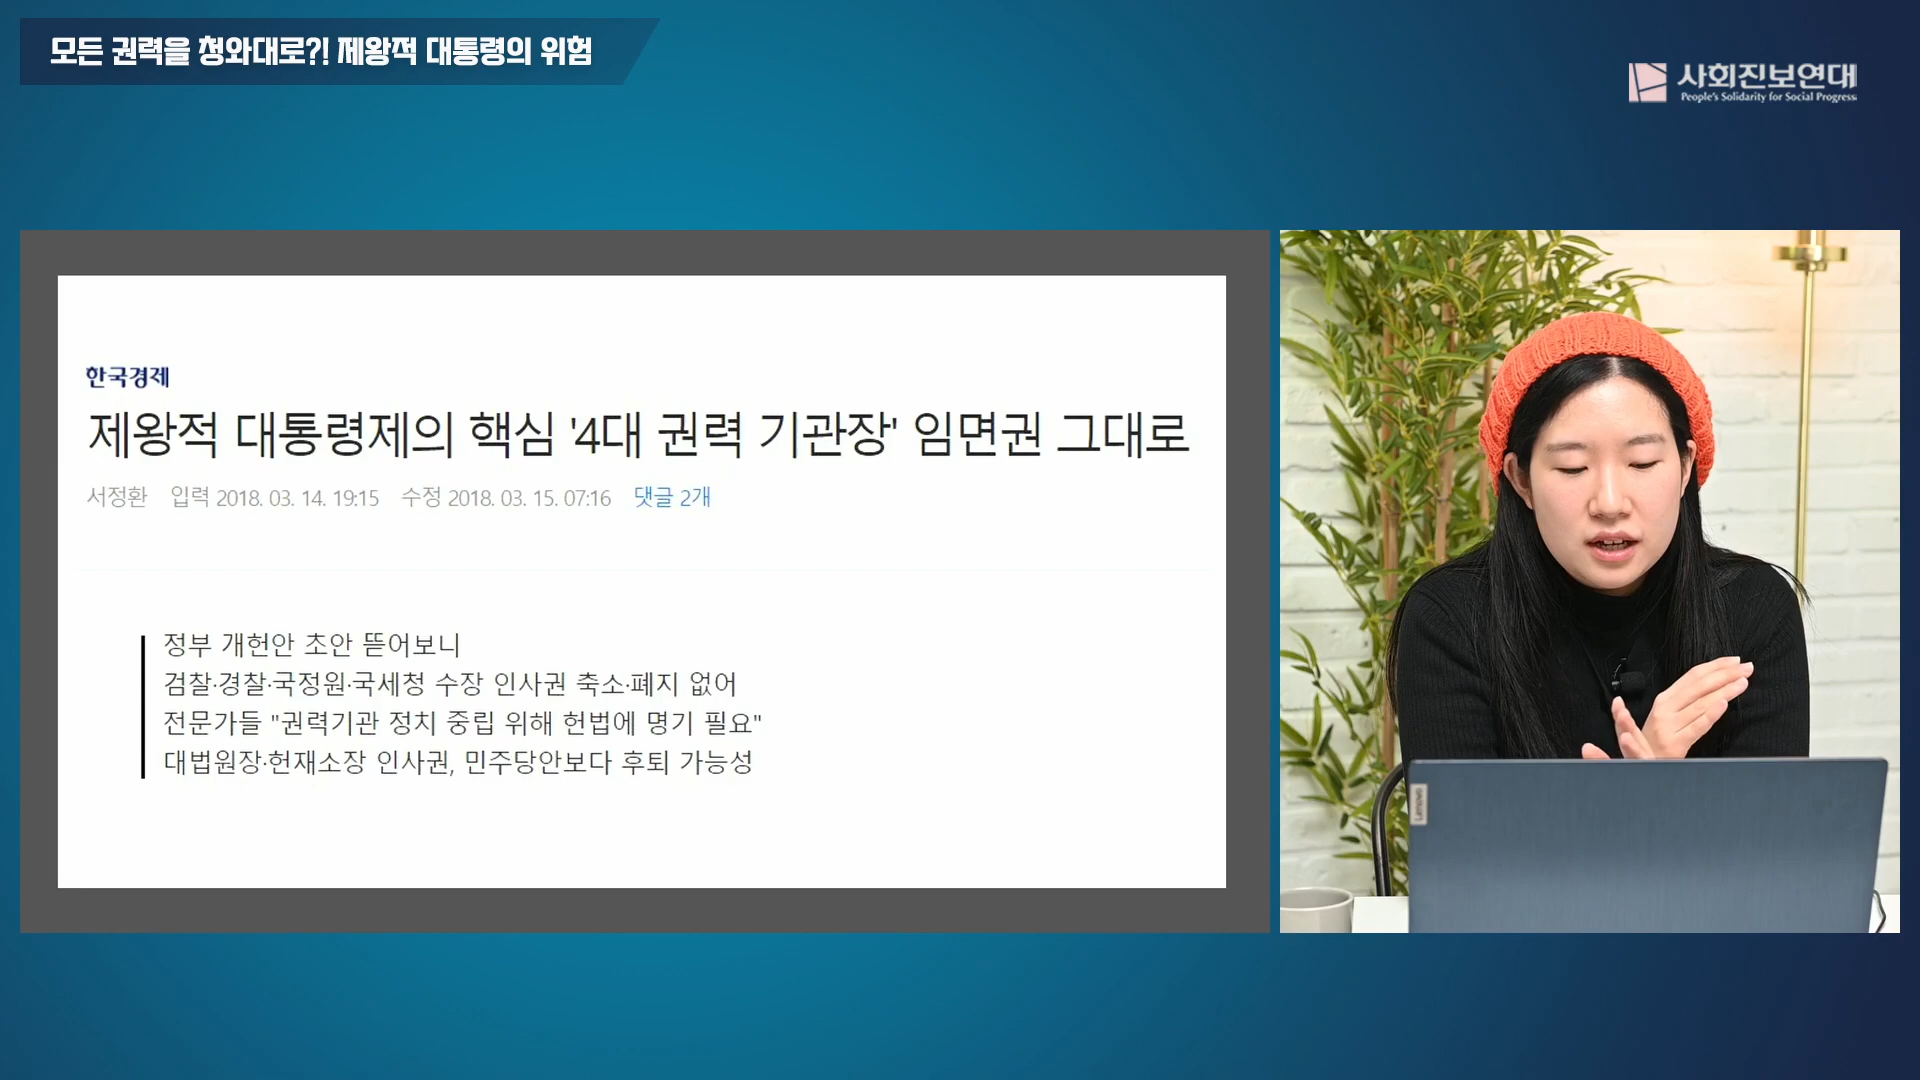 모든 권력을 청와대로?! 제왕적 대통령의 위험
사회진보연대
People's Solidarity for Social Progress
한국경제
제왕적 대통령제의 핵심 '4대 권력 기관장' 임면권 그대로
서정환 입력 2018. 03. 14. 19:15 수정 2018. 03. 15. 07:16 댓글 2개
정부 개헌안 초안 뜯어보니
검찰·경찰·국정원·국세청 수장 인사권 축소·폐지 없어
전문가들 "권력기관 정치 중립 위해 헌법에 명기 필요"
대법원장·헌재소장 인사권, 민주당안보다 후퇴 가능성
Lenovo